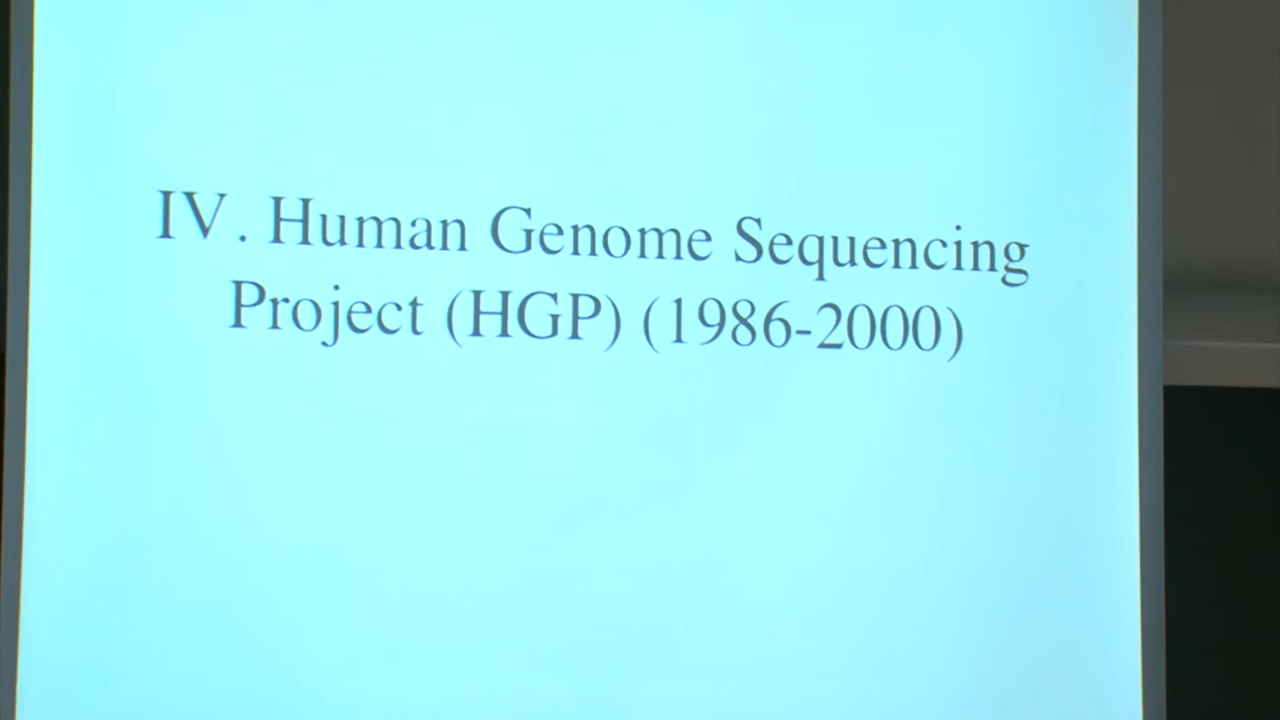 IV. Human Genome Sequencing
Project (HGP) (1986-2000)